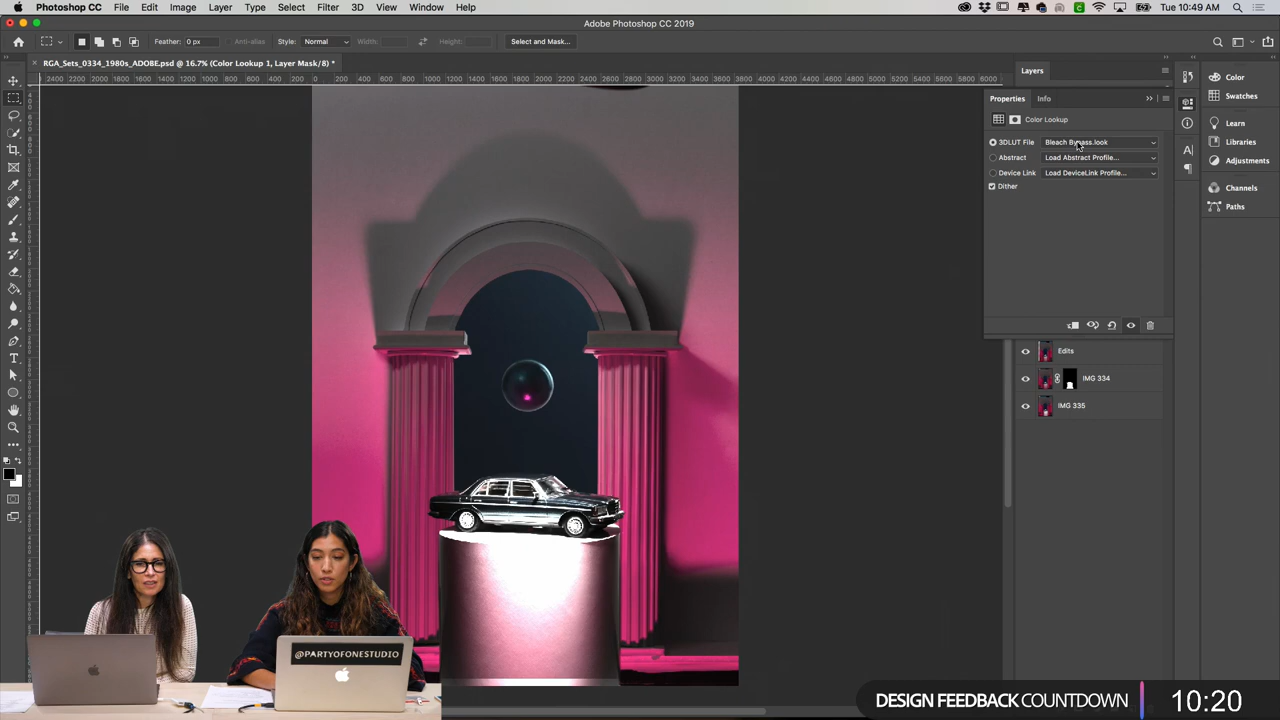 Photoshop CC File Edit Image Layer Type Select Filter 3D View Window Help Tue 10:49 AM
Adobe Photoshop CC 2019
Feather: 0 px Anti-alias Style: Normal Width: Height: Select and Mask...
RGA_Sets_0334_1980s_ADOBE.psd @ 16.7% (Color Lookup 1, Layer Mask/8) *
Layers
Properties Info
Color Lookup
3DLUT File Bleach Bypass.look
Abstract Load Abstract Profile...
Device Link Load DeviceLink Profile...
Dither
Color
Swatches
Learn
Libraries
Adjustments
Channels
Paths
Edits
IMG 334
IMG 335
@PARTYOFONESTUDIO
DESIGN FEEDBACK COUNTDOWN 10:20